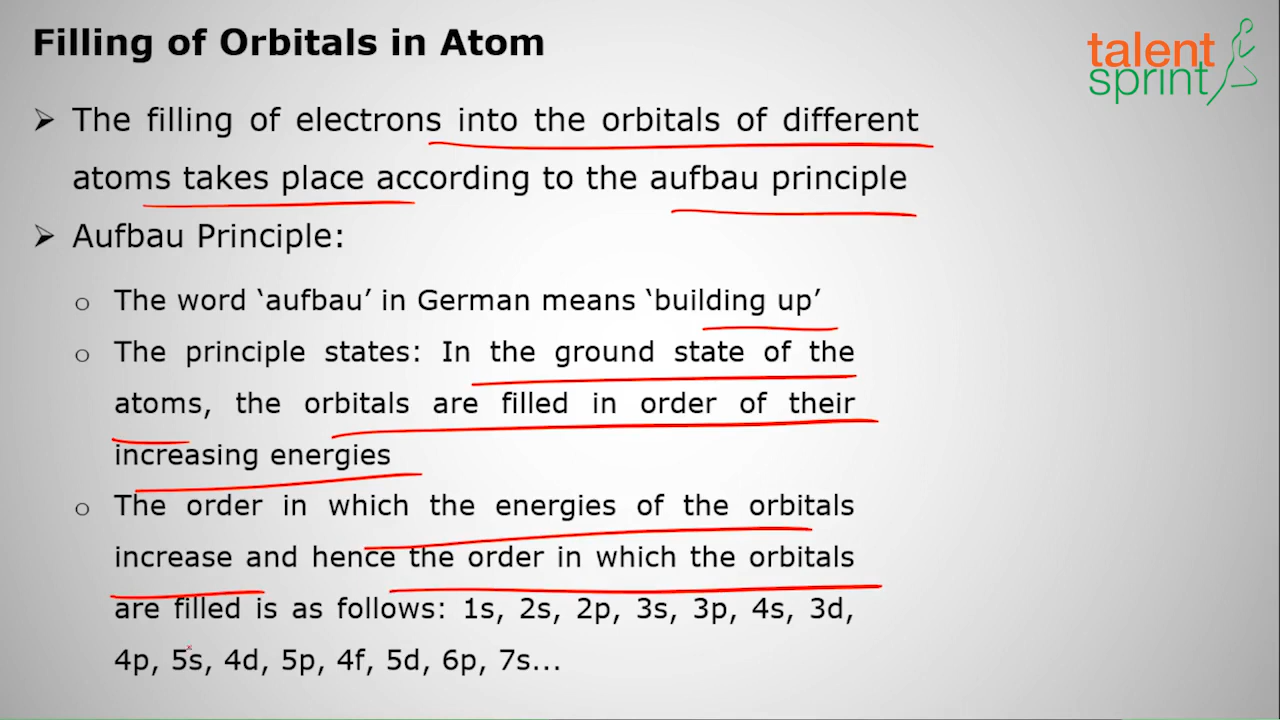 Filling of Orbitals in Atom
talent
sprint
The filling of electrons into the orbitals of different
atoms takes place according to the aufbau principle
Aufbau Principle:
The word ‘aufbau’ in German means ‘building up’
The principle states: In the ground state of the
atoms, the orbitals are filled in order of their
increasing energies
The order in which the energies of the orbitals
increase and hence the order in which the orbitals
are filled is as follows: 1s, 2s, 2p, 3s, 3p, 4s, 3d,
4p, 5s, 4d, 5p, 4f, 5d, 6p, 7s...